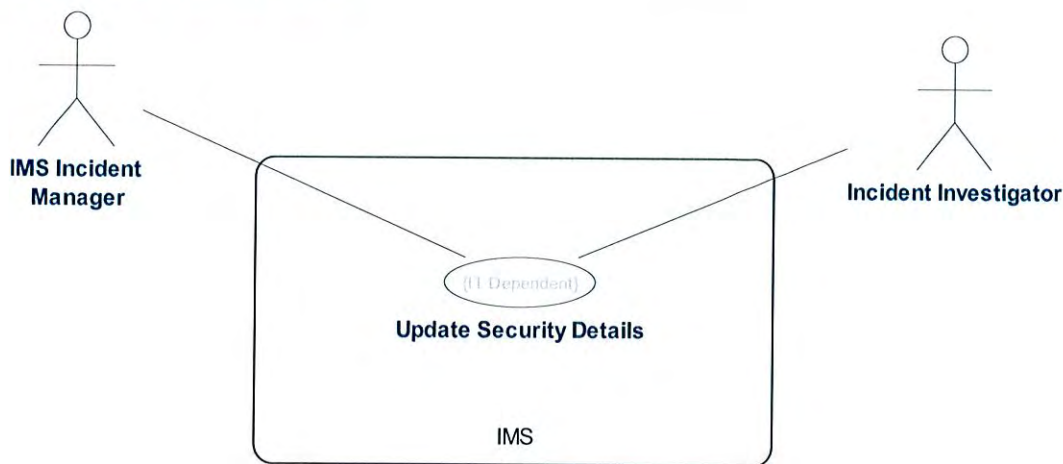 IMS Incident
Manager
Incident Investigator
{IT Dependent}
Update Security Details
IMS